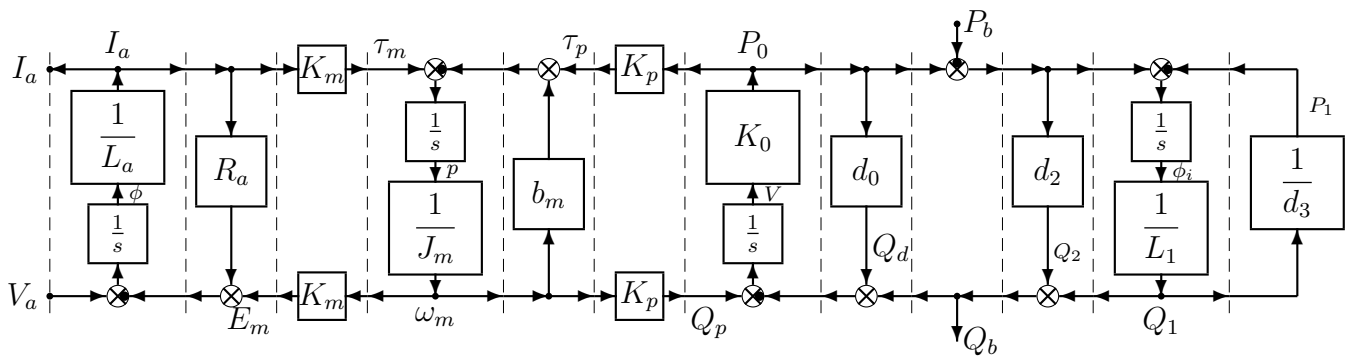 P_b
I_a τ_m τ_p P_0
I_a K_m K_p
1/L_a 1/s K_0 1/s P_1
R_a p b_m d_0 d_2 φ_i 1/d_3
φ V
1/s 1/J_m 1/s 1/L_1
Q_d Q_2
V_a K_m K_p
E_m ω_m Q_p Q_b Q_1